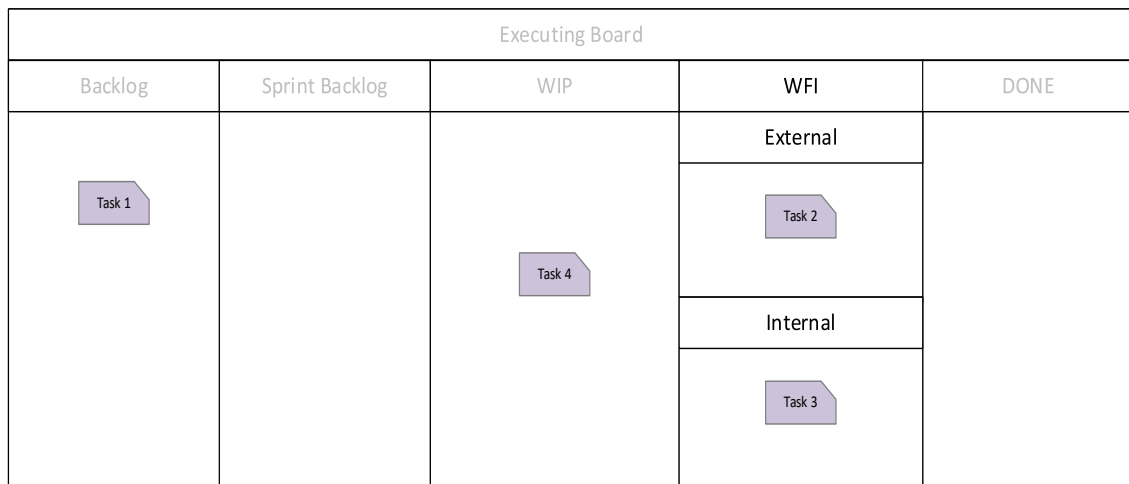 Executing Board
Backlog Sprint Backlog WIP WFI DONE
External
Task 1
Task 2
Task 4
Internal
Task 3